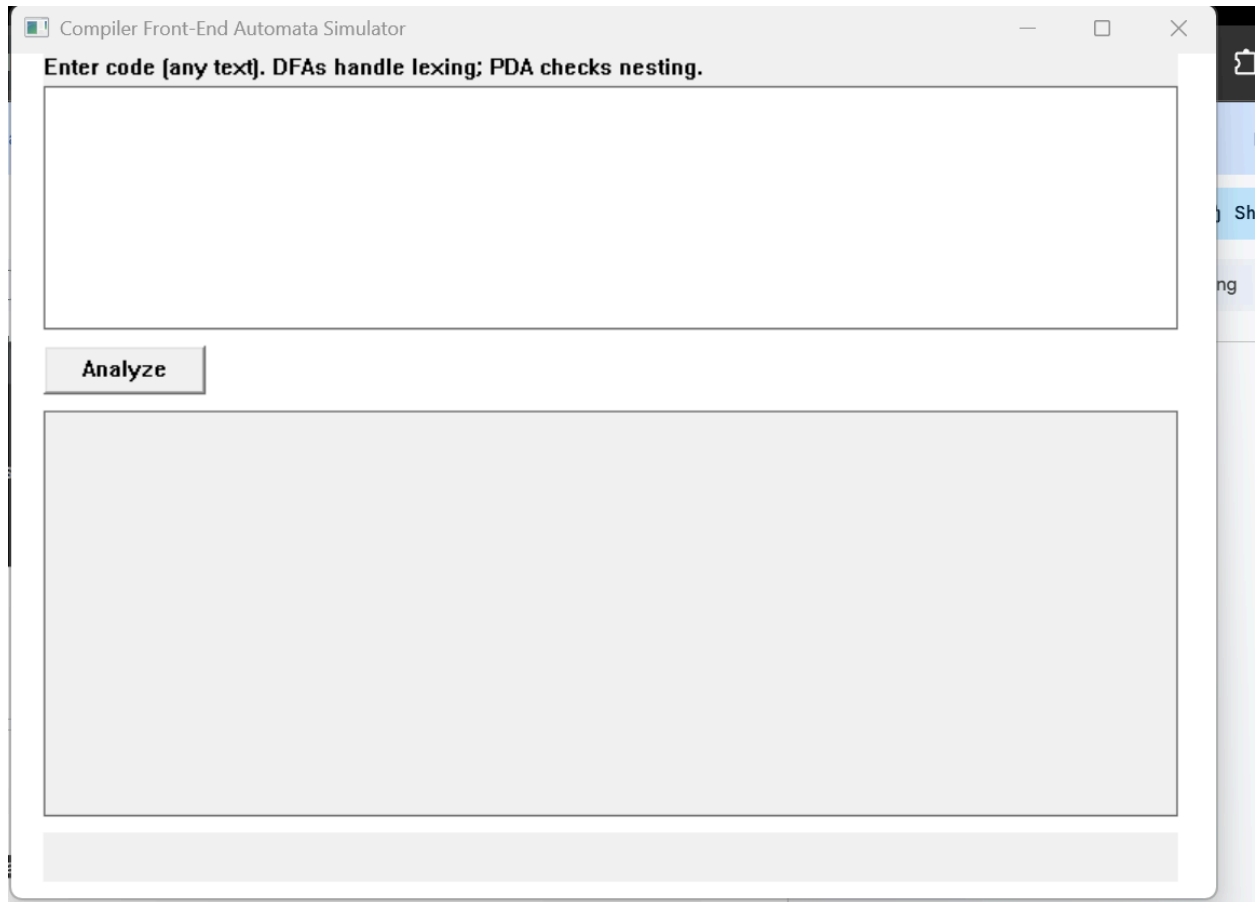 Compiler Front-End Automata Simulator
Enter code (any text). DFAs handle lexing; PDA checks nesting.
Sh
ng
Analyze